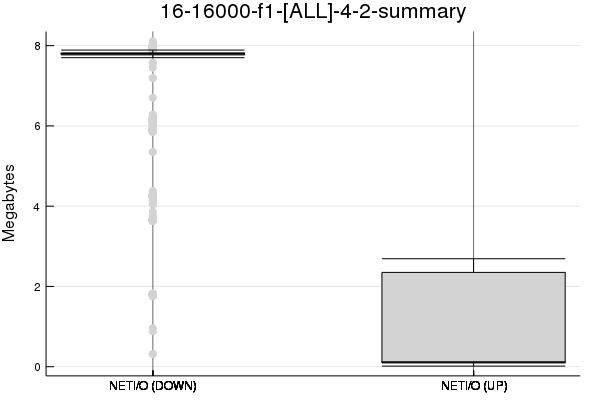 16-16000-f1-[ALL]-4-2-summary
Megabytes
8
6
4
2
0
NETI/O (DOWN)
NETI/O (UP)